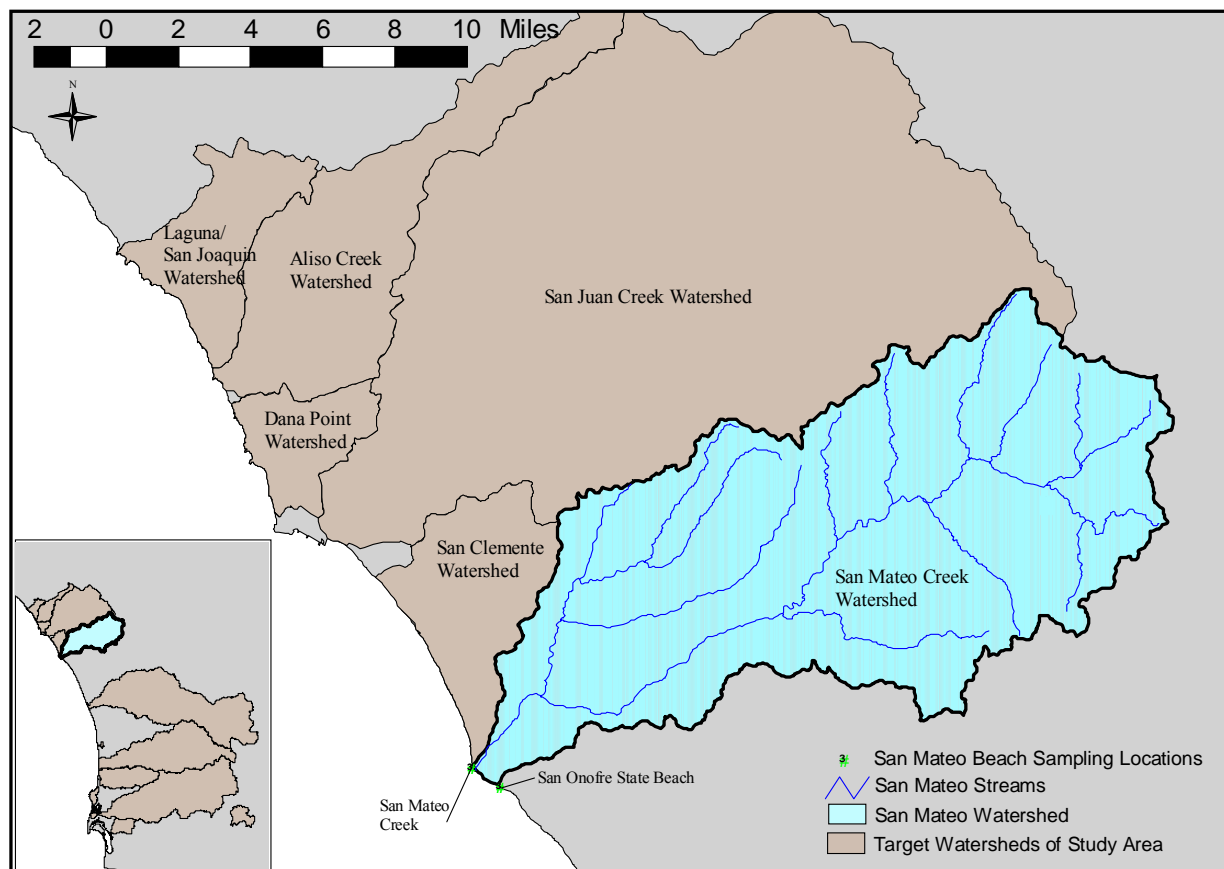 2 0 2 4 6 8 10 Miles
N
Laguna/
San Joaquin
Watershed
Aliso Creek
Watershed
San Juan Creek Watershed
Dana Point
Watershed
San Clemente
Watershed
San Mateo Creek
Watershed
San Onofre State Beach
San Mateo
Creek
San Mateo Beach Sampling Locations
San Mateo Streams
San Mateo Watershed
Target Watersheds of Study Area